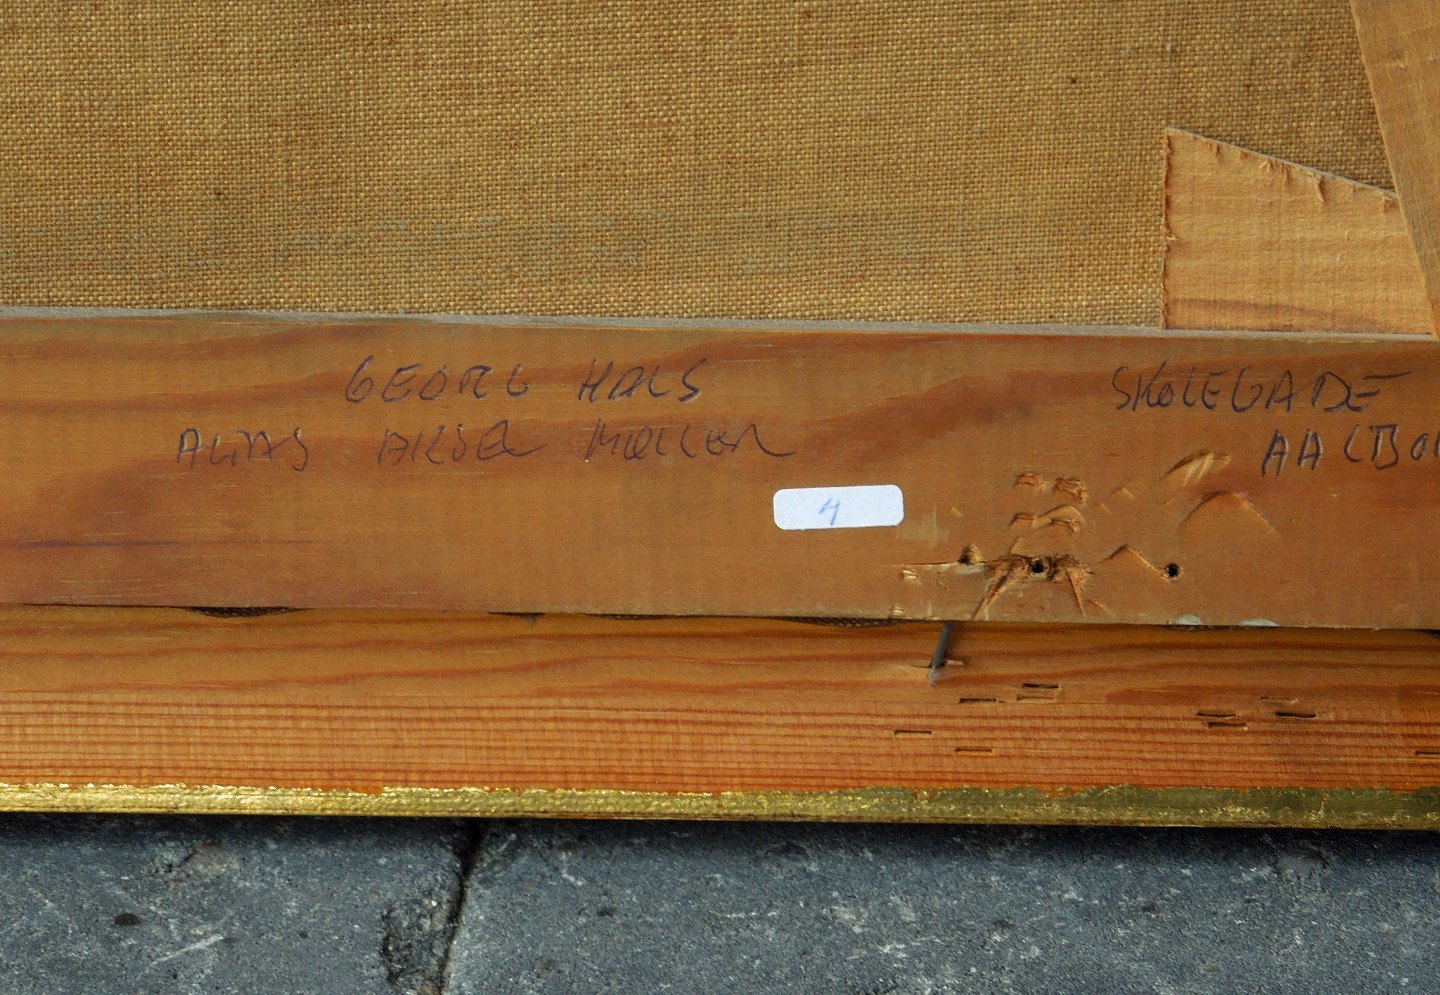 GEORG HALS
SKOLEGADE
ALIAS AKSEL MØLLER
AALBO
4